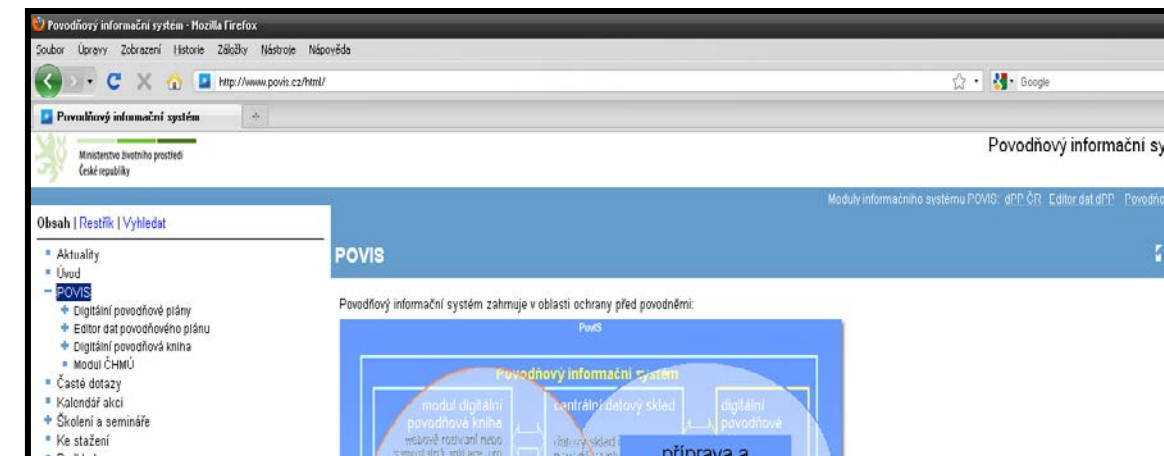 Povodňový informační systém - Mozilla Firefox
Soubor Úpravy Zobrazení Historie Záložky Nástroje Nápověda
http://www.povis.cz/html/
Google
Povodňový informační systém
Ministerstvo životního prostředí
České republiky
Povodňový informační sy
Moduly informačního systému POVIS: dPP ČR Editor dat dPP Povodňo
Obsah | Restřík | Vyhledat
Aktuality
Úvod
POVIS
Digitální povodňové plány
Editor dat povodňového plánu
Digitální povodňová kniha
Modul ČHMÚ
Časté dotazy
Kalendář akcí
Školení a semináře
Ke stažení
POVIS
Povodňový informační systém zahrnuje v oblasti ochrany před povodněmi:
PovIS
Povodňový informační systém
modul digitální
povodňová kniha
centrální datový sklad
digitální
povodňové
příprava a